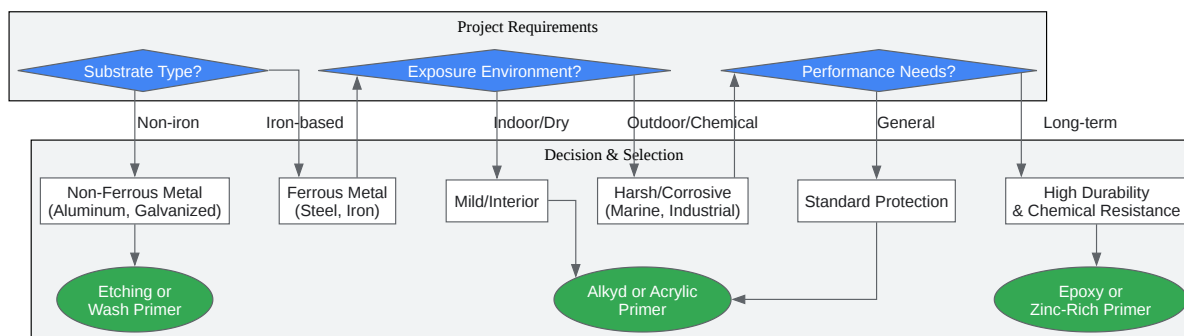 Project Requirements
Substrate Type?
Exposure Environment?
Performance Needs?
Non-iron
Iron-based
Indoor/Dry
Outdoor/Chemical
General
Long-term
Decision & Selection
Non-Ferrous Metal
(Aluminum, Galvanized)
Ferrous Metal
(Steel, Iron)
Mild/Interior
Harsh/Corrosive
(Marine, Industrial)
Standard Protection
High Durability
& Chemical Resistance
Etching or
Wash Primer
Alkyd or Acrylic
Primer
Epoxy or
Zinc-Rich Primer